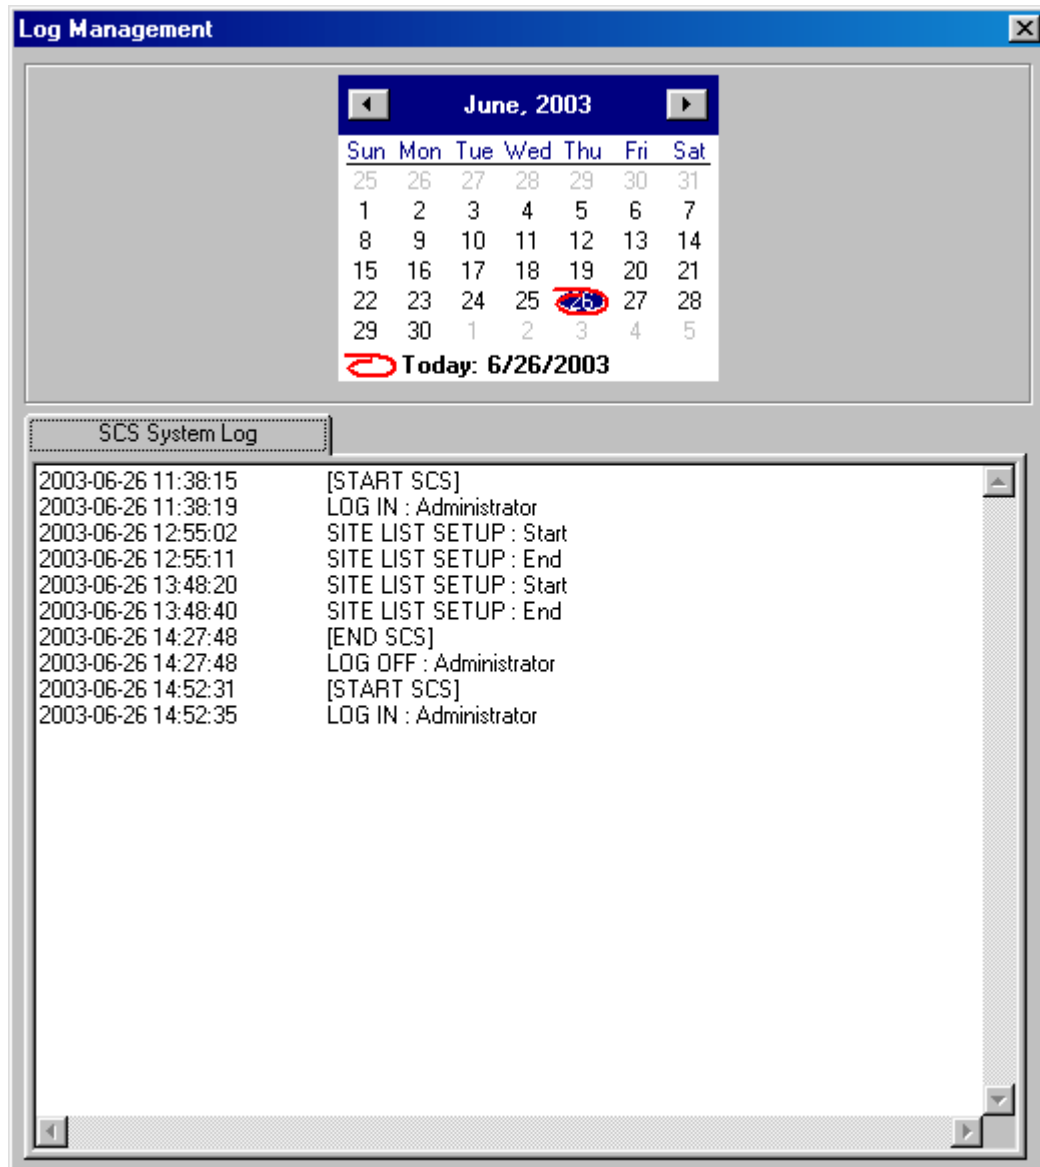 Log Management
June, 2003
Sun Mon Tue Wed Thu Fri Sat
25 26 27 28 29 30 31
1 2 3 4 5 6 7
8 9 10 11 12 13 14
15 16 17 18 19 20 21
22 23 24 25 26 27 28
29 30 1 2 3 4 5
Today: 6/26/2003
SCS System Log
2003-06-26 11:38:15 [START SCS]
2003-06-26 11:38:19 LOG IN : Administrator
2003-06-26 12:55:02 SITE LIST SETUP : Start
2003-06-26 12:55:11 SITE LIST SETUP : End
2003-06-26 13:48:20 SITE LIST SETUP : Start
2003-06-26 13:48:40 SITE LIST SETUP : End
2003-06-26 14:27:48 [END SCS]
2003-06-26 14:27:48 LOG OFF : Administrator
2003-06-26 14:52:31 [START SCS]
2003-06-26 14:52:35 LOG IN : Administrator